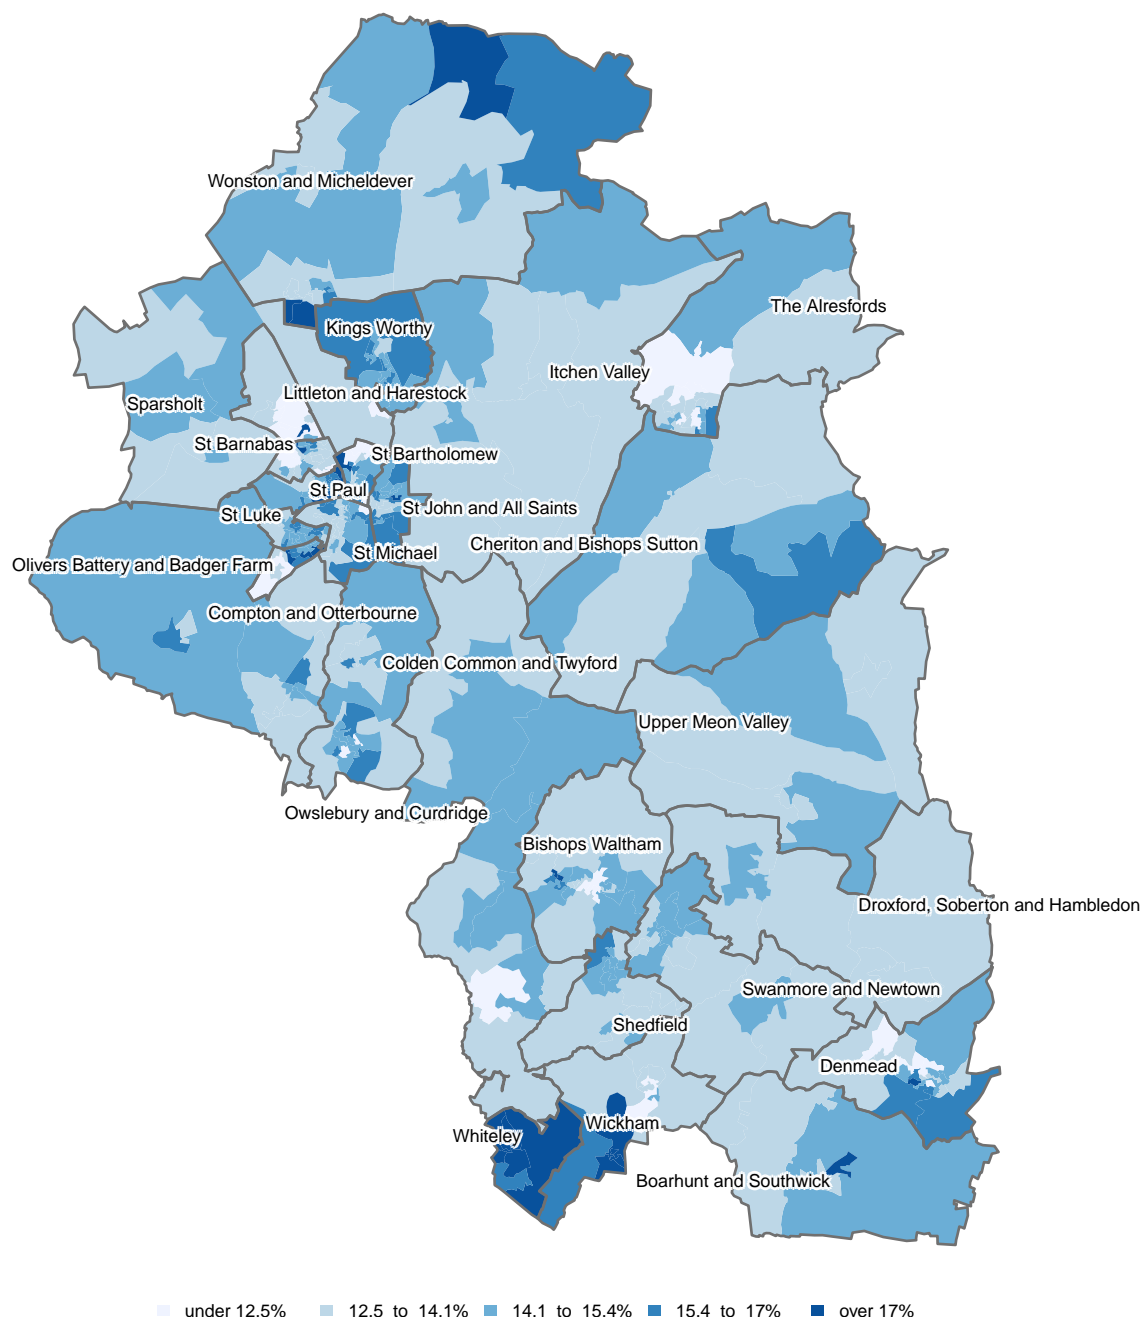 Wonston and Micheldever
The Alresfords
Kings Worthy
Itchen Valley
Littleton and Harestock
Sparsholt
St Barnabas
St Bartholomew
St Paul
St John and All Saints
St Luke
Cheriton and Bishops Sutton
St Michael
Olivers Battery and Badger Farm
Compton and Otterbourne
Colden Common and Twyford
Upper Meon Valley
Owslebury and Curdridge
Bishops Waltham
Droxford, Soberton and Hambledon
Swanmore and Newtown
Shedfield
Denmead
Wickham
Whiteley
Boarhunt and Southwick
under 12.5% 12.5 to 14.1% 14.1 to 15.4% 15.4 to 17% over 17%